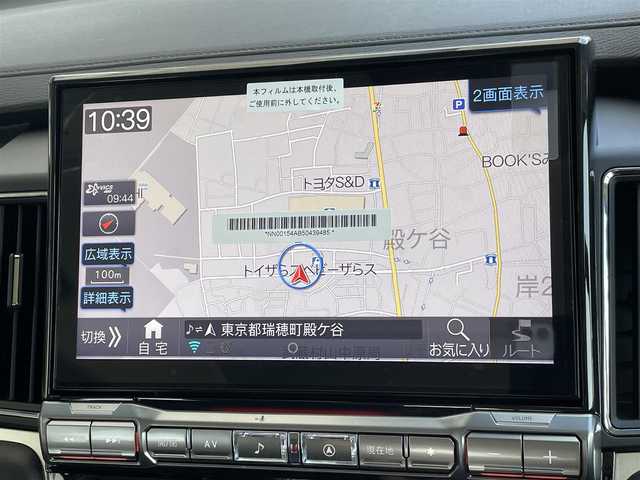 本フィルムは本機取付後、
ご使用前に外してください。
10:39
2画面表示
P
BOOK'S
VICS
09:44
トヨタS&D
*NN00154AB50439485*
殿ケ谷
広域表示
100m
トイザらス ベビーザらス
岸2
詳細表示
切換
自宅
東京都瑞穂町殿ケ谷
お気に入り
ルート
TRACK
VOLUME
AV
現在地